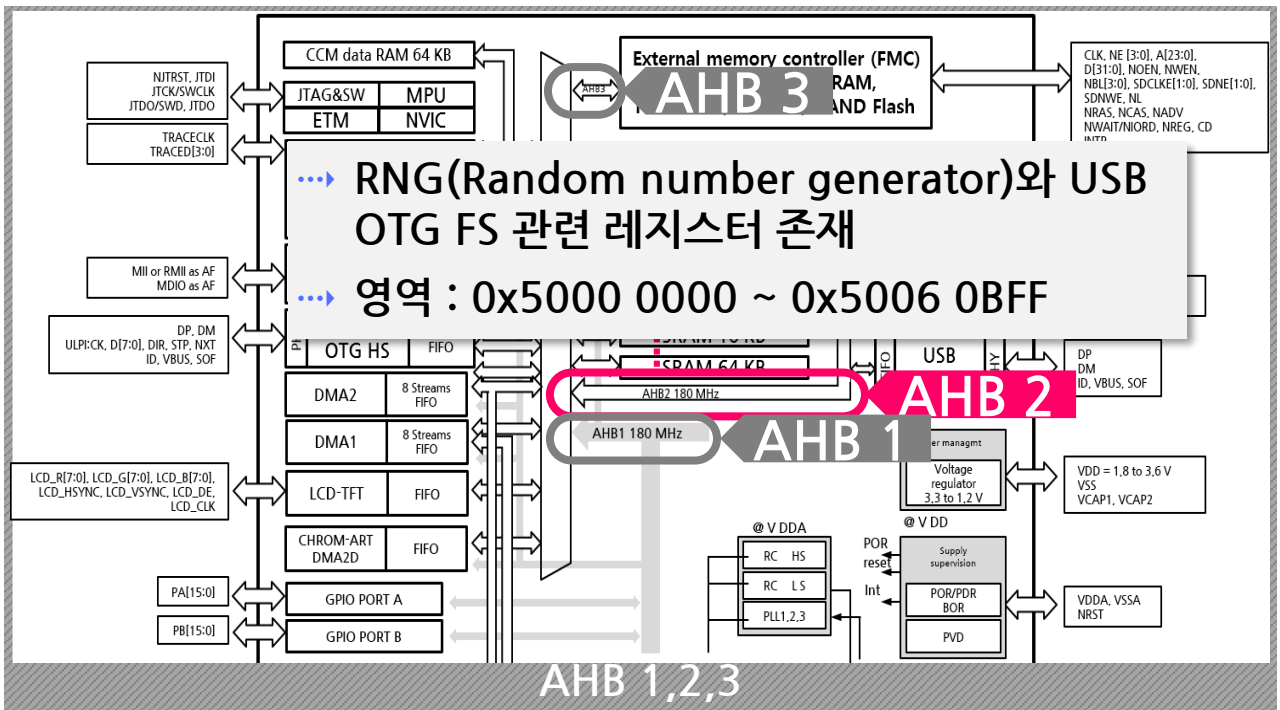 CCM data RAM 64 KB
External memory controller (FMC)
RAM,
AND Flash
AHB3
AHB 3
CLK, NE [3:0], A[23:0],
D[31:0], NOEN, NWEN,
NBL[3:0], SDCLKE[1:0], SDNE[1:0],
SDNWE, NL
NRAS, NCAS, NADV
NWAIT/NIORD, NREG, CD
INTR
NJTRST, JTDI
JTCK/SWCLK
JTDO/SWD, JTDO
JTAG&SW
MPU
ETM
NVIC
TRACECLK
TRACED[3:0]
RNG(Random number generator)와 USB
OTG FS 관련 레지스터 존재
영역 : 0x5000 0000 ~ 0x5006 0BFF
MII or RMII as AF
MDIO as AF
DP, DM
ULPI:CK, D[7:0], DIR, STP, NXT
ID, VBUS, SOF
OTG HS
FIFO
SRAM 16 KB
SRAM 64 KB
FIFO
USB
DP
DM
ID, VBUS, SOF
DMA2
8 Streams
FIFO
AHB2 180 MHz
AHB 2
DMA1
8 Streams
FIFO
AHB1 180 MHz
AHB 1
er managmt
Voltage
regulator
3,3 to 1,2 V
VDD = 1,8 to 3,6 V
VSS
VCAP1, VCAP2
LCD_R[7:0], LCD_G[7:0], LCD_B[7:0],
LCD_HSYNC, LCD_VSYNC, LCD_DE,
LCD_CLK
LCD-TFT
FIFO
@ V DDA
@ V DD
CHROM-ART
DMA2D
FIFO
RC HS
RC L S
PLL1,2,3
POR
reset
Int
Supply
supervision
POR/PDR
BOR
PVD
VDDA, VSSA
NRST
PA[15:0]
GPIO PORT A
PB[15:0]
GPIO PORT B
AHB 1,2,3